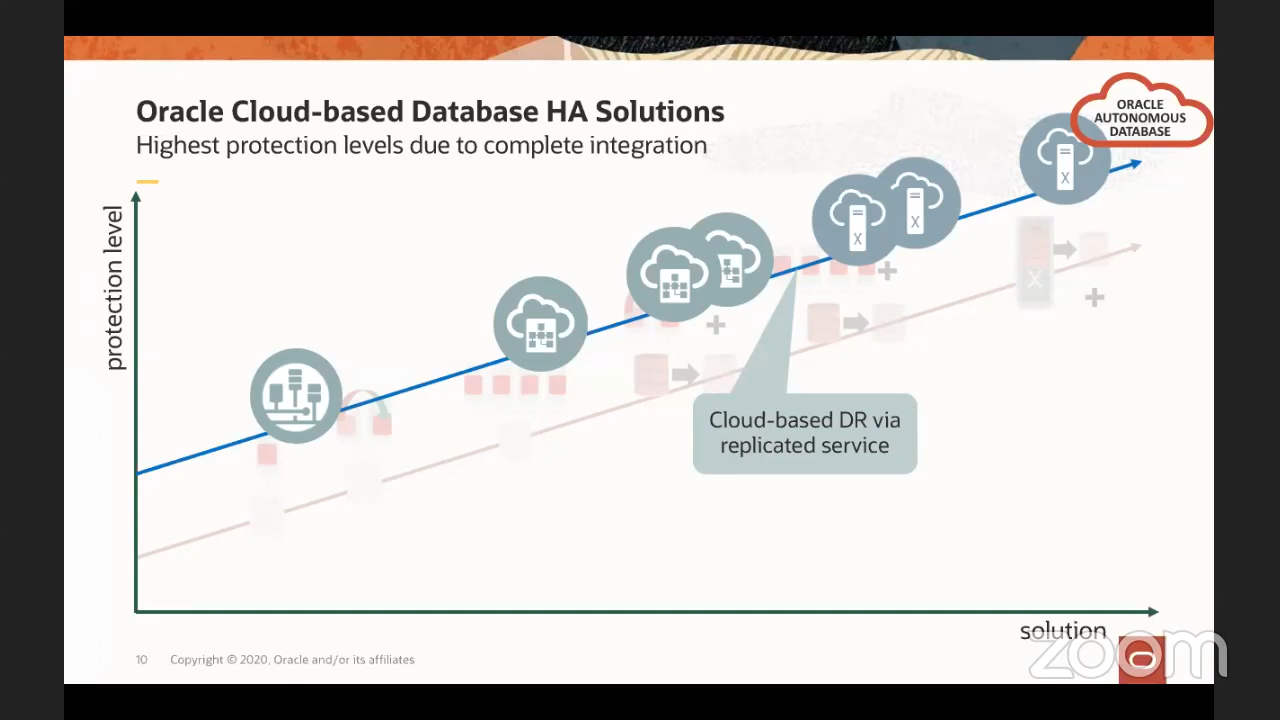 Oracle Cloud-based Database HA Solutions
Highest protection levels due to complete integration
ORACLE
AUTONOMOUS
DATABASE
protection level
X
X
X
X
Cloud-based DR via
replicated service
solution
10 Copyright © 2020, Oracle and/or its affiliates
zoom